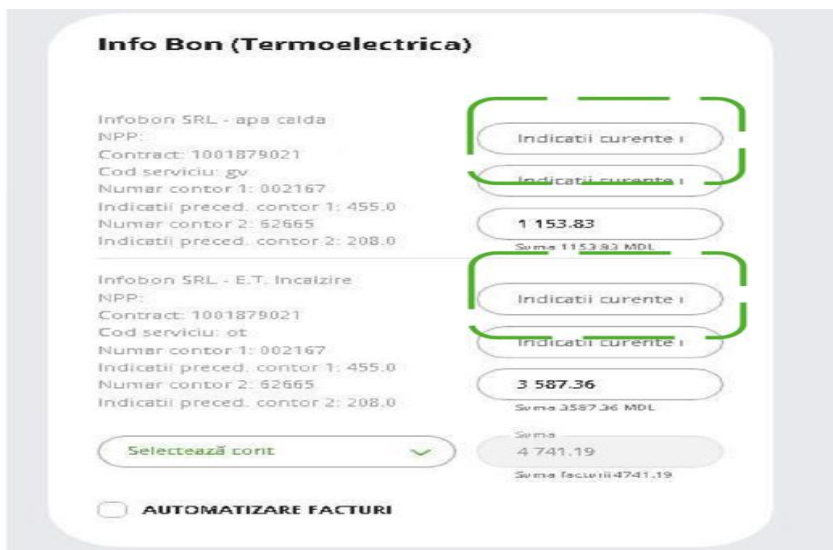 Info Bon (Termoelectrica)
Infobon SRL - apa calda
NPP:
Contract: 1001879021
Cod serviciu: gv
Numar contor 1: 002167
Indicatii preced. contor 1: 455.0
Numar contor 2: 62665
Indicatii preced. contor 2: 208.0
Indicatii curente
Indicatii curente
1 153.83
Suma 1153.83 MDL
Infobon SRL - E.T. Incalzire
NPP:
Contract: 1001879021
Cod serviciu: ot
Numar contor 1: 002167
Indicatii preced. contor 1: 455.0
Numar contor 2: 62665
Indicatii preced. contor 2: 208.0
Indicatii curente
Indicatii curente
3 587.36
Suma 3587.36 MDL
Selectează cont
Suma
4 741.19
Suma facturii 4741.19
AUTOMATIZARE FACTURI